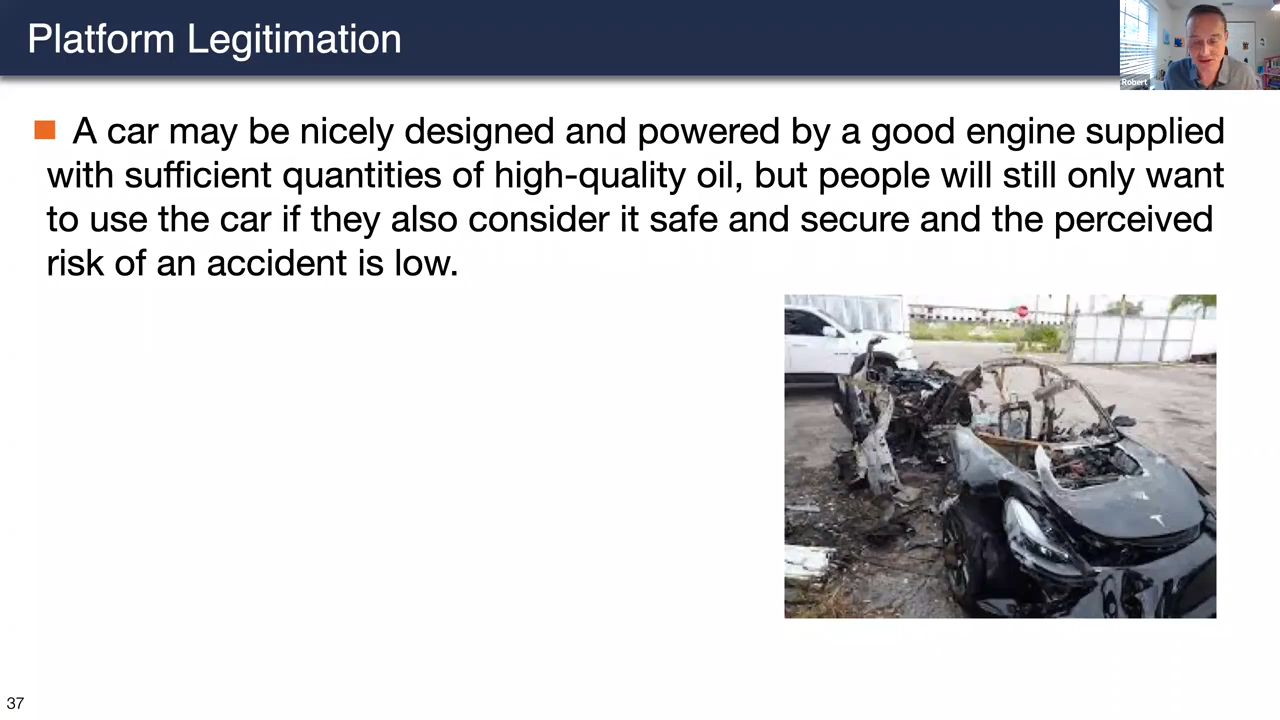 Platform Legitimation
Robert
A car may be nicely designed and powered by a good engine supplied
with sufficient quantities of high-quality oil, but people will still only want
to use the car if they also consider it safe and secure and the perceived
risk of an accident is low.
37